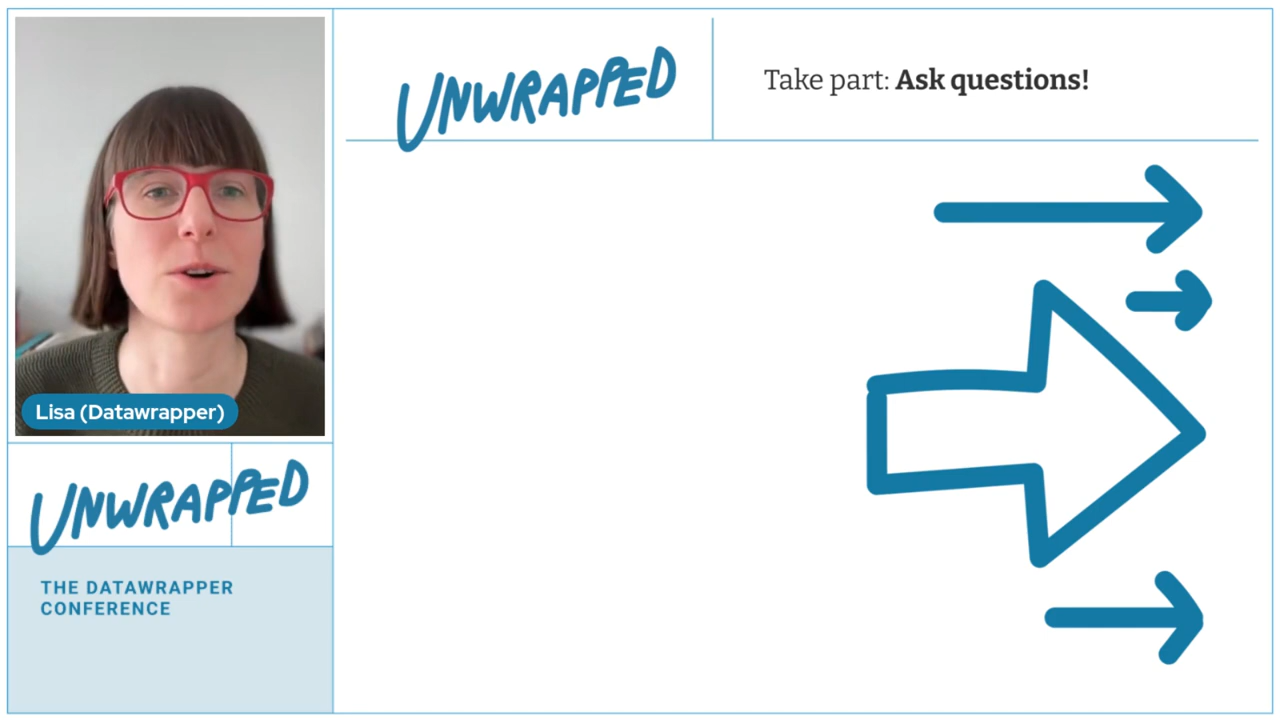 UNWRAPPED
Take part: Ask questions!
Lisa (Datawrapper)
UNWRAPPED
THE DATAWRAPPER
CONFERENCE